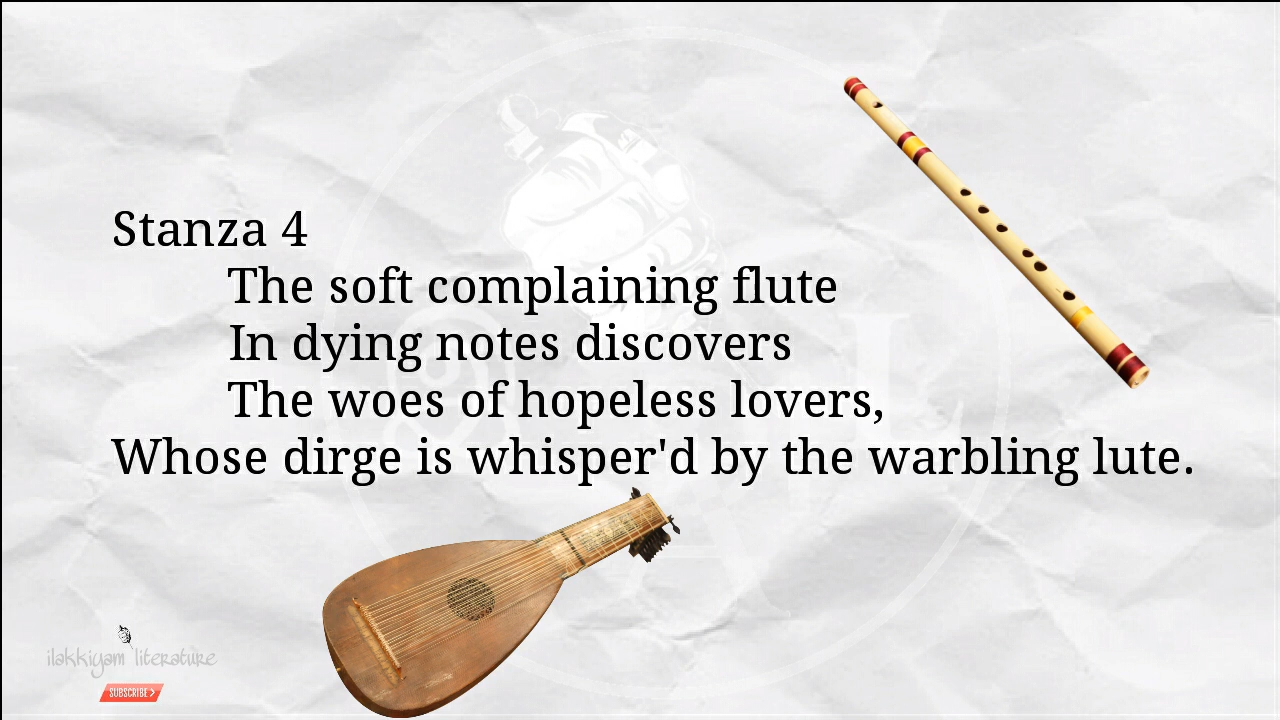 Stanza 4
The soft complaining flute
In dying notes discovers
The woes of hopeless lovers,
Whose dirge is whisper'd by the warbling lute.
ilakkiyam literature
SUBSCRIBE >